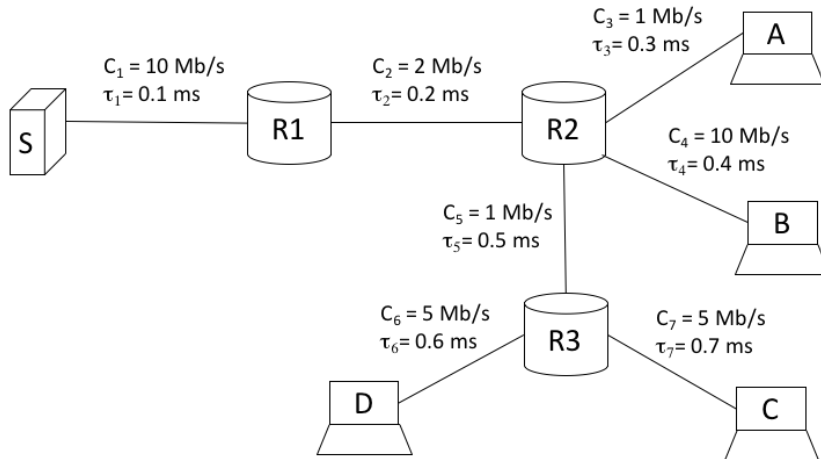 C₃ = 1 Mb/s
τ₃= 0.3 ms
A
C₁ = 10 Mb/s
τ₁= 0.1 ms
C₂ = 2 Mb/s
τ₂= 0.2 ms
S
R1
R2
C₄ = 10 Mb/s
τ₄= 0.4 ms
B
C₅ = 1 Mb/s
τ₅= 0.5 ms
C₆ = 5 Mb/s
τ₆= 0.6 ms
R3
C₇ = 5 Mb/s
τ₇= 0.7 ms
D
C